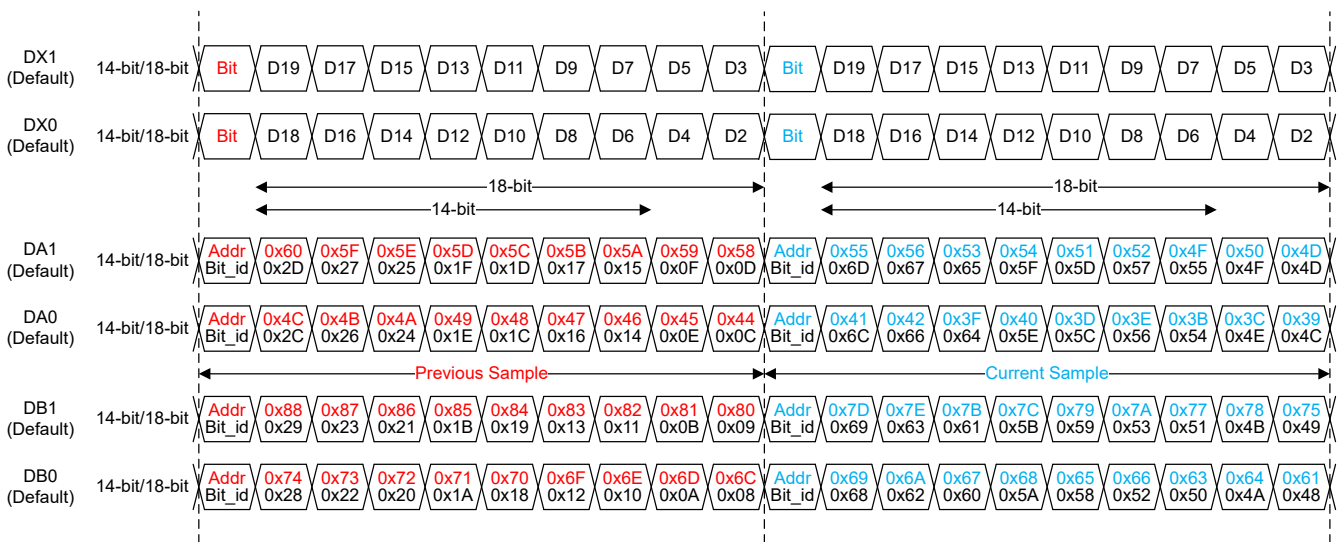 DX1
(Default)
14-bit/18-bit
Bit D19 D17 D15 D13 D11 D9 D7 D5 D3 Bit D19 D17 D15 D13 D11 D9 D7 D5 D3
DX0
(Default)
14-bit/18-bit
Bit D18 D16 D14 D12 D10 D8 D6 D4 D2 Bit D18 D16 D14 D12 D10 D8 D6 D4 D2
18-bit 18-bit
14-bit 14-bit
DA1
(Default)
14-bit/18-bit
Addr 0x60 0x5F 0x5E 0x5D 0x5C 0x5B 0x5A 0x59 0x58 Addr 0x55 0x56 0x53 0x54 0x51 0x52 0x4F 0x50 0x4D
Bit_id 0x2D 0x27 0x25 0x1F 0x1D 0x17 0x15 0x0F 0x0D Bit_id 0x6D 0x67 0x65 0x5F 0x5D 0x57 0x55 0x4F 0x4D
DA0
(Default)
14-bit/18-bit
Addr 0x4C 0x4B 0x4A 0x49 0x48 0x47 0x46 0x45 0x44 Addr 0x41 0x42 0x3F 0x40 0x3D 0x3E 0x3B 0x3C 0x39
Bit_id 0x2C 0x26 0x24 0x1E 0x1C 0x16 0x14 0x0E 0x0C Bit_id 0x6C 0x66 0x64 0x5E 0x5C 0x56 0x54 0x4E 0x4C
Previous Sample Current Sample
DB1
(Default)
14-bit/18-bit
Addr 0x88 0x87 0x86 0x85 0x84 0x83 0x82 0x81 0x80 Addr 0x7D 0x7E 0x7B 0x7C 0x79 0x7A 0x77 0x78 0x75
Bit_id 0x29 0x23 0x21 0x1B 0x19 0x13 0x11 0x0B 0x09 Bit_id 0x69 0x63 0x61 0x5B 0x59 0x53 0x51 0x4B 0x49
DB0
(Default)
14-bit/18-bit
Addr 0x74 0x73 0x72 0x71 0x70 0x6F 0x6E 0x6D 0x6C Addr 0x69 0x6A 0x67 0x68 0x65 0x66 0x63 0x64 0x61
Bit_id 0x28 0x22 0x20 0x1A 0x18 0x12 0x10 0x0A 0x08 Bit_id 0x68 0x62 0x60 0x5A 0x58 0x52 0x50 0x4A 0x48